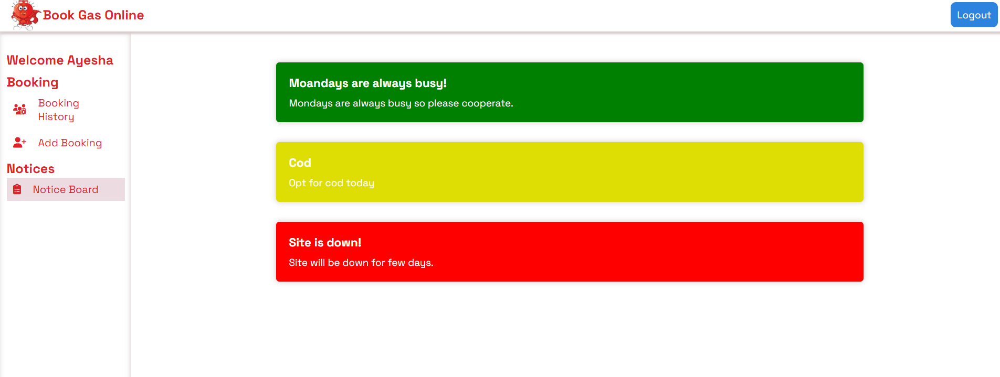 Book Gas Online
Logout
Welcome Ayesha
Booking
Booking
History
Add Booking
Notices
Notice Board
Moandays are always busy!
Mondays are always busy so please cooperate.
Cod
Opt for cod today
Site is down!
Site will be down for few days.